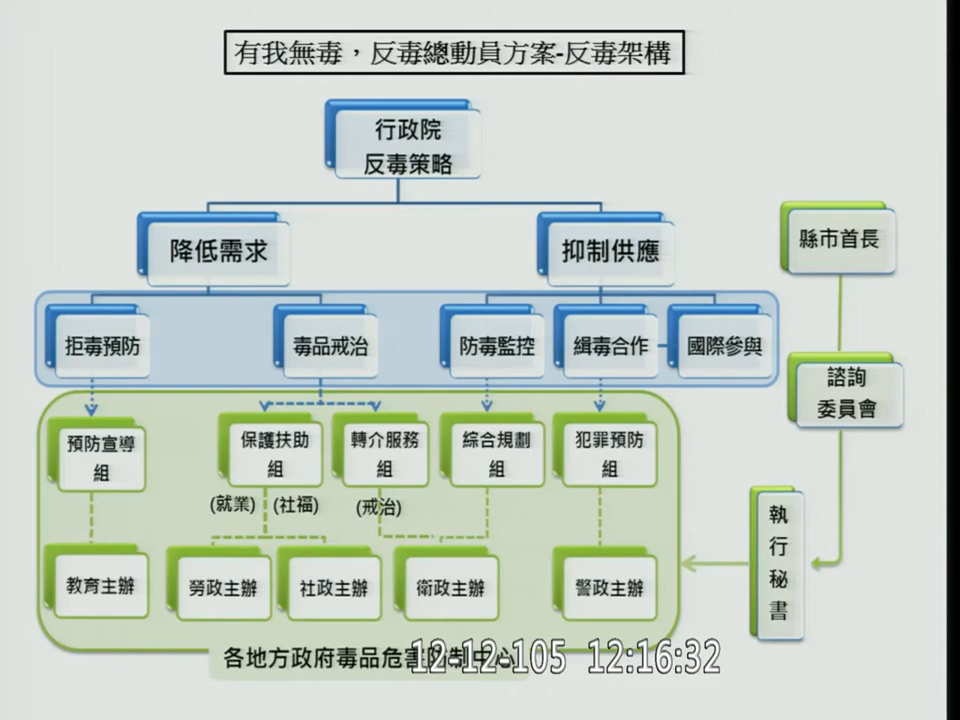 有我無毒，反毒總動員方案-反毒架構
行政院
反毒策略
降低需求
抑制供應
縣市首長
拒毒預防
毒品戒治
防毒監控
緝毒合作
國際參與
諮詢
委員會
預防宣導
組
保護扶助
組
轉介服務
組
綜合規劃
組
犯罪預防
組
(就業)
(社福)
(戒治)
執
行
秘
書
教育主辦
勞政主辦
社政主辦
衛政主辦
警政主辦
各地方政府毒品危害防制中心
12-12-105 12:16:32